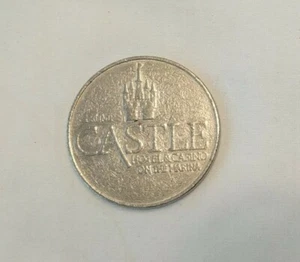 CASTLE
HOTEL & CASINO
ON THE MARINA